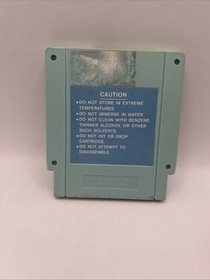 CAUTION
●DO NOT STORE IN EXTREME
TEMPERATURES.
●DO NOT IMMERSE IN WATER.
●DO NOT CLEAN WITH BENZENE,
THINNER ALCOHOL OR OTHER
SUCH SOLVENTS.
●DO NOT HIT OR DROP
CARTRIDGE.
●DO NOT ATTEMPT TO
DISASSEMBLE.